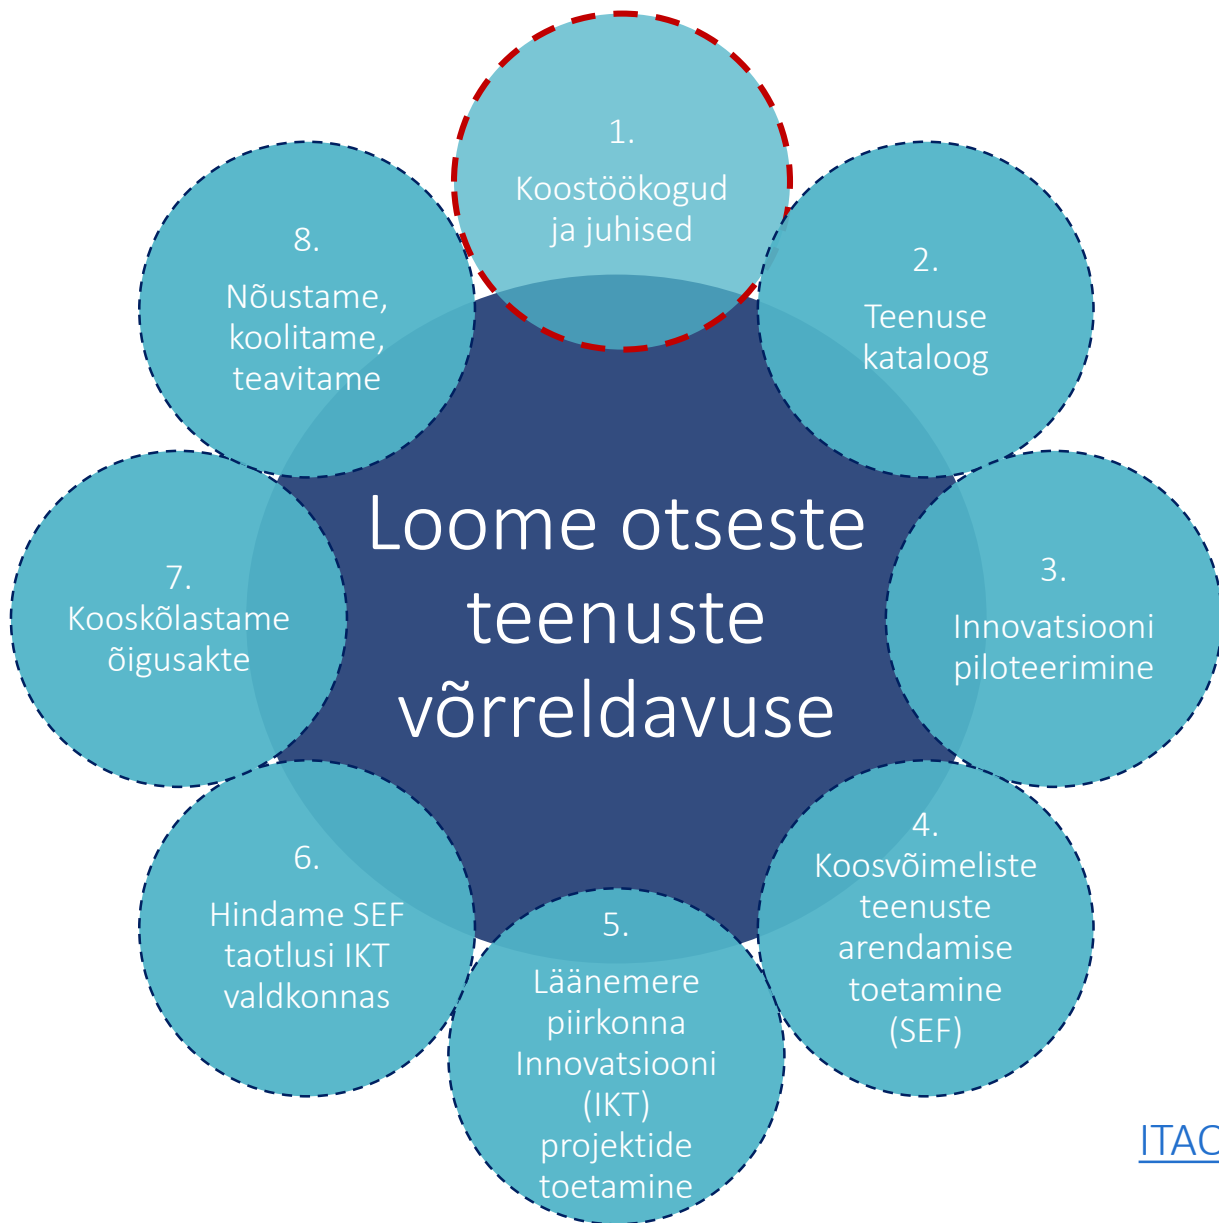 1.
Koostöökogud
ja juhised
2.
Teenuse
kataloog
3.
Innovatsiooni
piloteerimine
4.
Koosvõimeliste
teenuste
arendamise
toetamine
(SEF)
5.
Läänemere
piirkonna
Innovatsiooni
(IKT)
projektide
toetamine
6.
Hindame SEF
taotlusi IKT
valdkonnas
7.
Kooskõlastame
õigusakte
8.
Nõustame,
koolitame,
teavitame
Loome otseste
teenuste
võrreldavuse